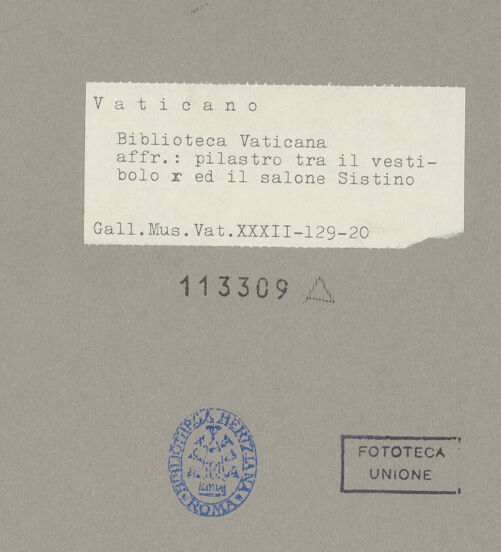 Vaticano
Biblioteca Vaticana
affr.: pilastro tra il vesti-
bolo r ed il salone Sistino
Gall.Mus.Vat.XXXII-129-20
113309
BIBLIOTHECA HERTZIANA
ROMA
FOTOTECA
UNIONE